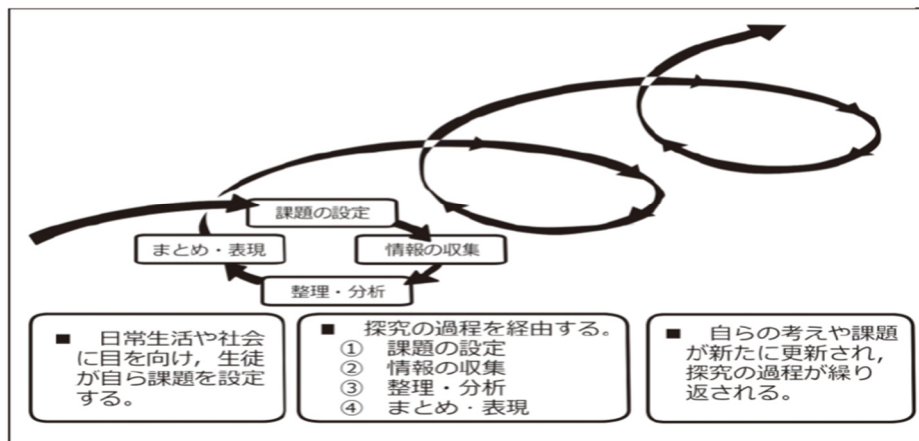 課題の設定
まとめ・表現
情報の収集
整理・分析
■ 日常生活や社会
に目を向け，生徒
が自ら課題を設定
する。
■ 探究の過程を経由する。
① 課題の設定
② 情報の収集
③ 整理・分析
④ まとめ・表現
■ 自らの考えや課題
が新たに更新され，
探究の過程が繰り
返される。